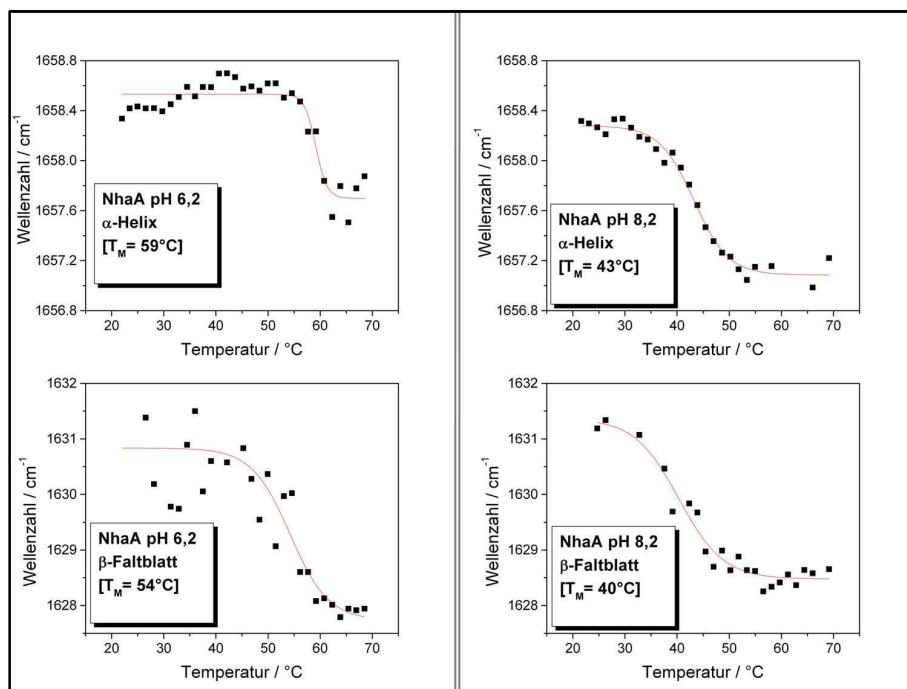 1658.8
1658.4
1658.0
1657.6
1657.2
1656.8
Wellenzahl / cm⁻¹
NhaA pH 6,2
α-Helix
[T_M= 59°C]
20 30 40 50 60 70
Temperatur / °C
1658.8
1658.4
1658.0
1657.6
1657.2
1656.8
Wellenzahl / cm⁻¹
NhaA pH 8,2
α-Helix
[T_M= 43°C]
20 30 40 50 60 70
Temperatur / °C
1632
1631
1630
1629
1628
Wellenzahl / cm⁻¹
NhaA pH 6,2
β-Faltblatt
[T_M= 54°C]
20 30 40 50 60 70
Temperatur / °C
1632
1631
1630
1629
1628
Wellenzahl / cm⁻¹
NhaA pH 8,2
β-Faltblatt
[T_M= 40°C]
20 30 40 50 60 70
Temperatur / °C